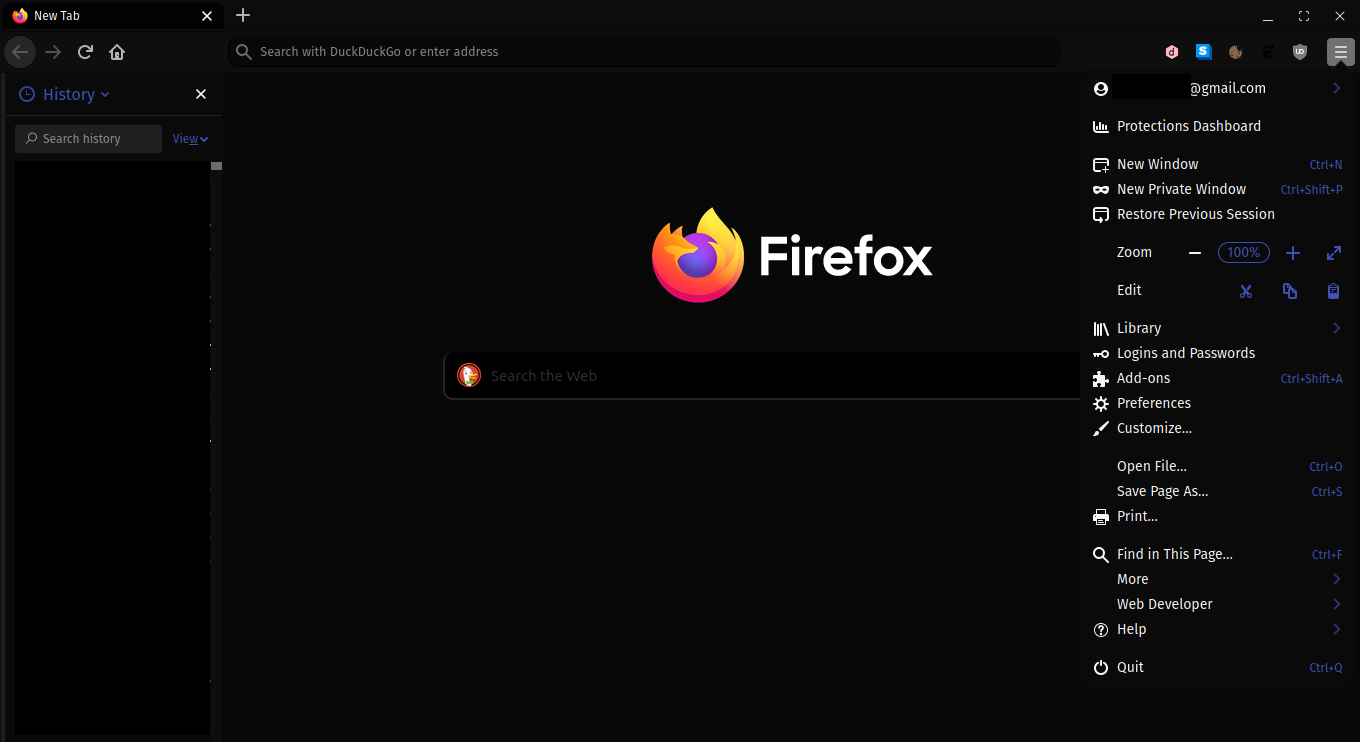 New Tab
Search with DuckDuckGo or enter address
History
Search history
View
Firefox
Search the Web
@gmail.com
Protections Dashboard
New Window Ctrl+N
New Private Window Ctrl+Shift+P
Restore Previous Session
Zoom 100%
Edit
Library
Logins and Passwords
Add-ons Ctrl+Shift+A
Preferences
Customize...
Open File... Ctrl+O
Save Page As... Ctrl+S
Print...
Find in This Page... Ctrl+F
More
Web Developer
Help
Quit Ctrl+Q